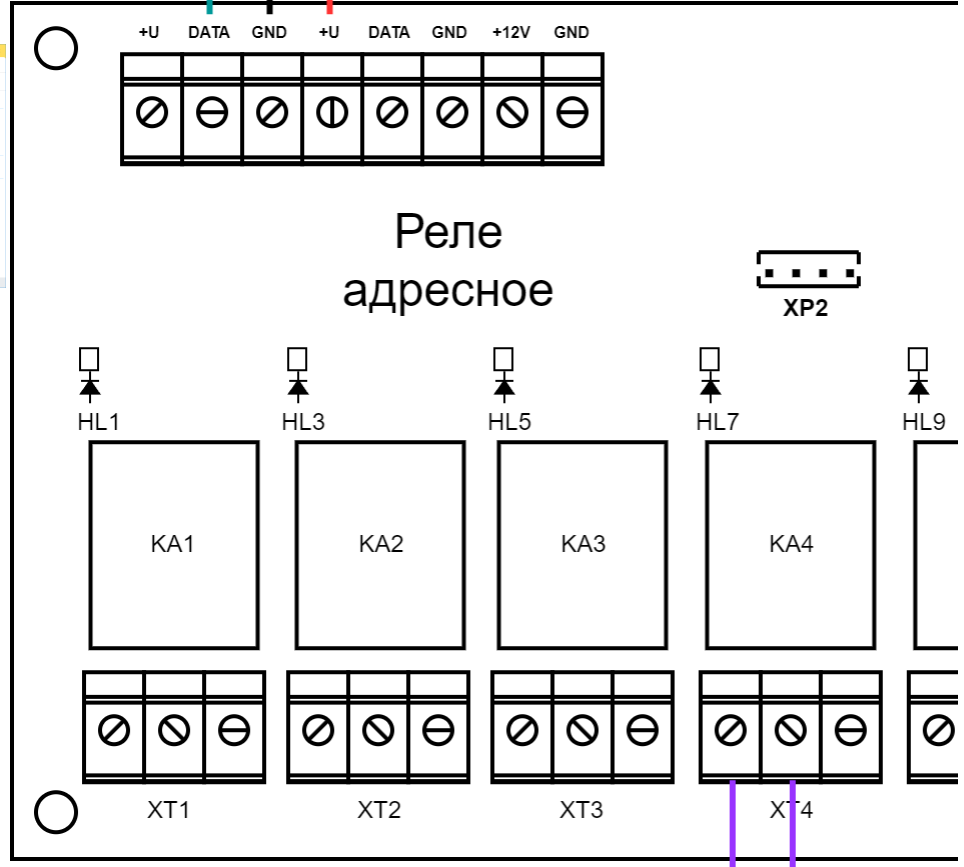 +U DATA GND +U DATA GND +12V GND
Реле
адресное
XP2
HL1 HL3 HL5 HL7 HL9
KA1 KA2 KA3 KA4
XT1 XT2 XT3 XT4